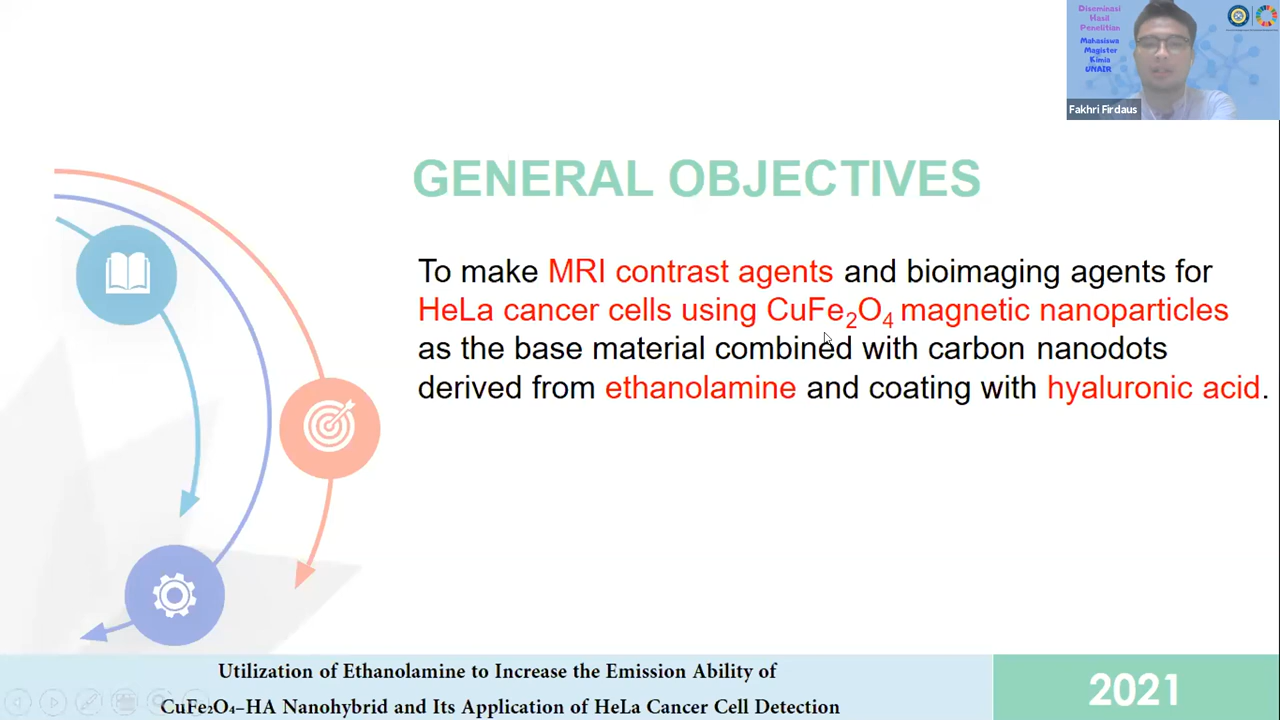 Diseminasi
Hasil
Penelitian
Mahasiswa
Magister
Kimia
UNAIR
Fakhri Firdaus
GENERAL OBJECTIVES
To make MRI contrast agents and bioimaging agents for
HeLa cancer cells using CuFe₂O₄ magnetic nanoparticles
as the base material combined with carbon nanodots
derived from ethanolamine and coating with hyaluronic acid.
Utilization of Ethanolamine to Increase the Emission Ability of
CuFe₂O₄–HA Nanohybrid and Its Application of HeLa Cancer Cell Detection
2021